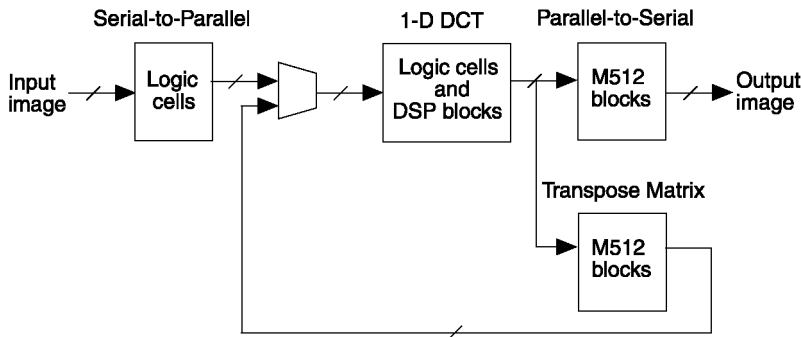 Serial-to-Parallel
1-D DCT
Parallel-to-Serial
Input
image
Logic
cells
Logic cells
and
DSP blocks
M512
blocks
Output
image
Transpose Matrix
M512
blocks